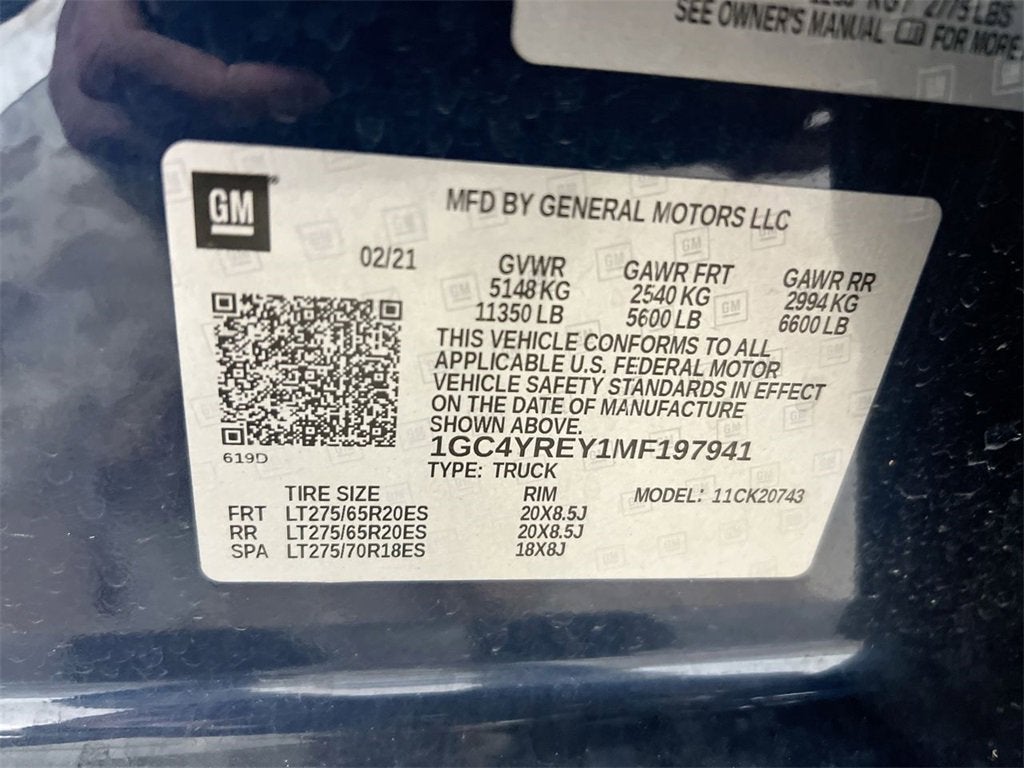 KG / 2775 LBS
SEE OWNER'S MANUAL FOR MORE
GM
MFD BY GENERAL MOTORS LLC
02/21
GVWR GAWR FRT GAWR RR
5148 KG 2540 KG 2994 KG
11350 LB 5600 LB 6600 LB
THIS VEHICLE CONFORMS TO ALL
APPLICABLE U.S. FEDERAL MOTOR
VEHICLE SAFETY STANDARDS IN EFFECT
ON THE DATE OF MANUFACTURE
SHOWN ABOVE.
619D
1GC4YREY1MF197941
TYPE: TRUCK
TIRE SIZE RIM MODEL: 11CK20743
FRT LT275/65R20ES 20X8.5J
RR LT275/65R20ES 20X8.5J
SPA LT275/70R18ES 18X8J